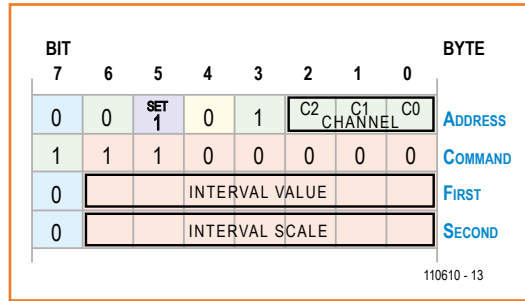 BIT BYTE
7 6 5 4 3 2 1 0
0 0 SET 1 0 1 C2 C1 C0 CHANNEL ADDRESS
1 1 1 0 0 0 0 0 COMMAND
0 INTERVAL VALUE FIRST
0 INTERVAL SCALE SECOND
110610 - 13